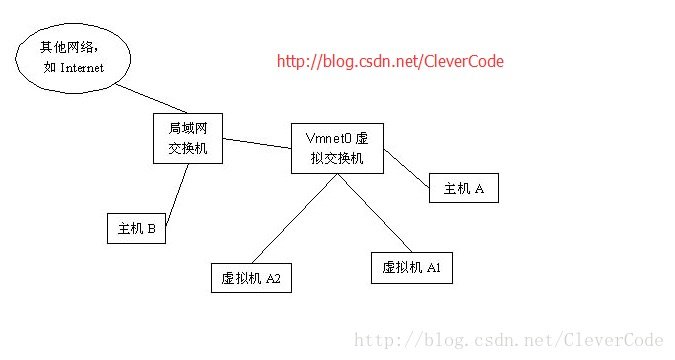 其他网络，
如 Internet
http://blog.csdn.net/CleverCode
局域网
交换机
Vmnet0 虚
拟交换机
主机 A
主机 B
虚拟机 A2
虚拟机 A1
http://blog.csdn.net/CleverCode